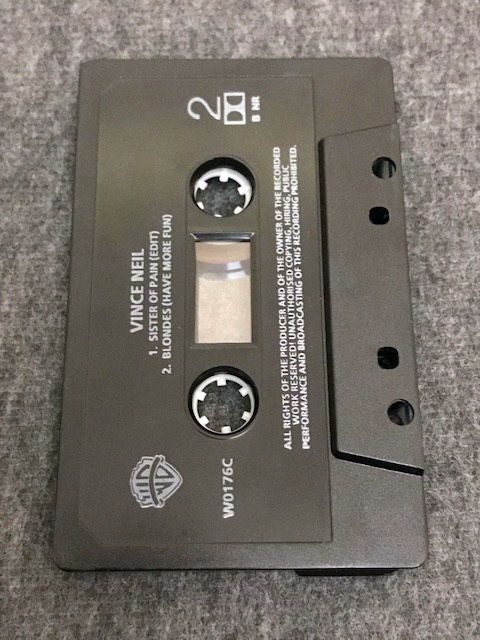 2
B NR
VINCE NEIL
1. SISTER OF PAIN (EDIT)
2. BLONDES (HAVE MORE FUN)
WB
W0176C
ALL RIGHTS OF THE PRODUCER AND OF THE OWNER OF THE RECORDED
WORK RESERVED! UNAUTHORISED COPYING, HIRING, PUBLIC
PERFORMANCE AND BROADCASTING OF THIS RECORDING PROHIBITED.